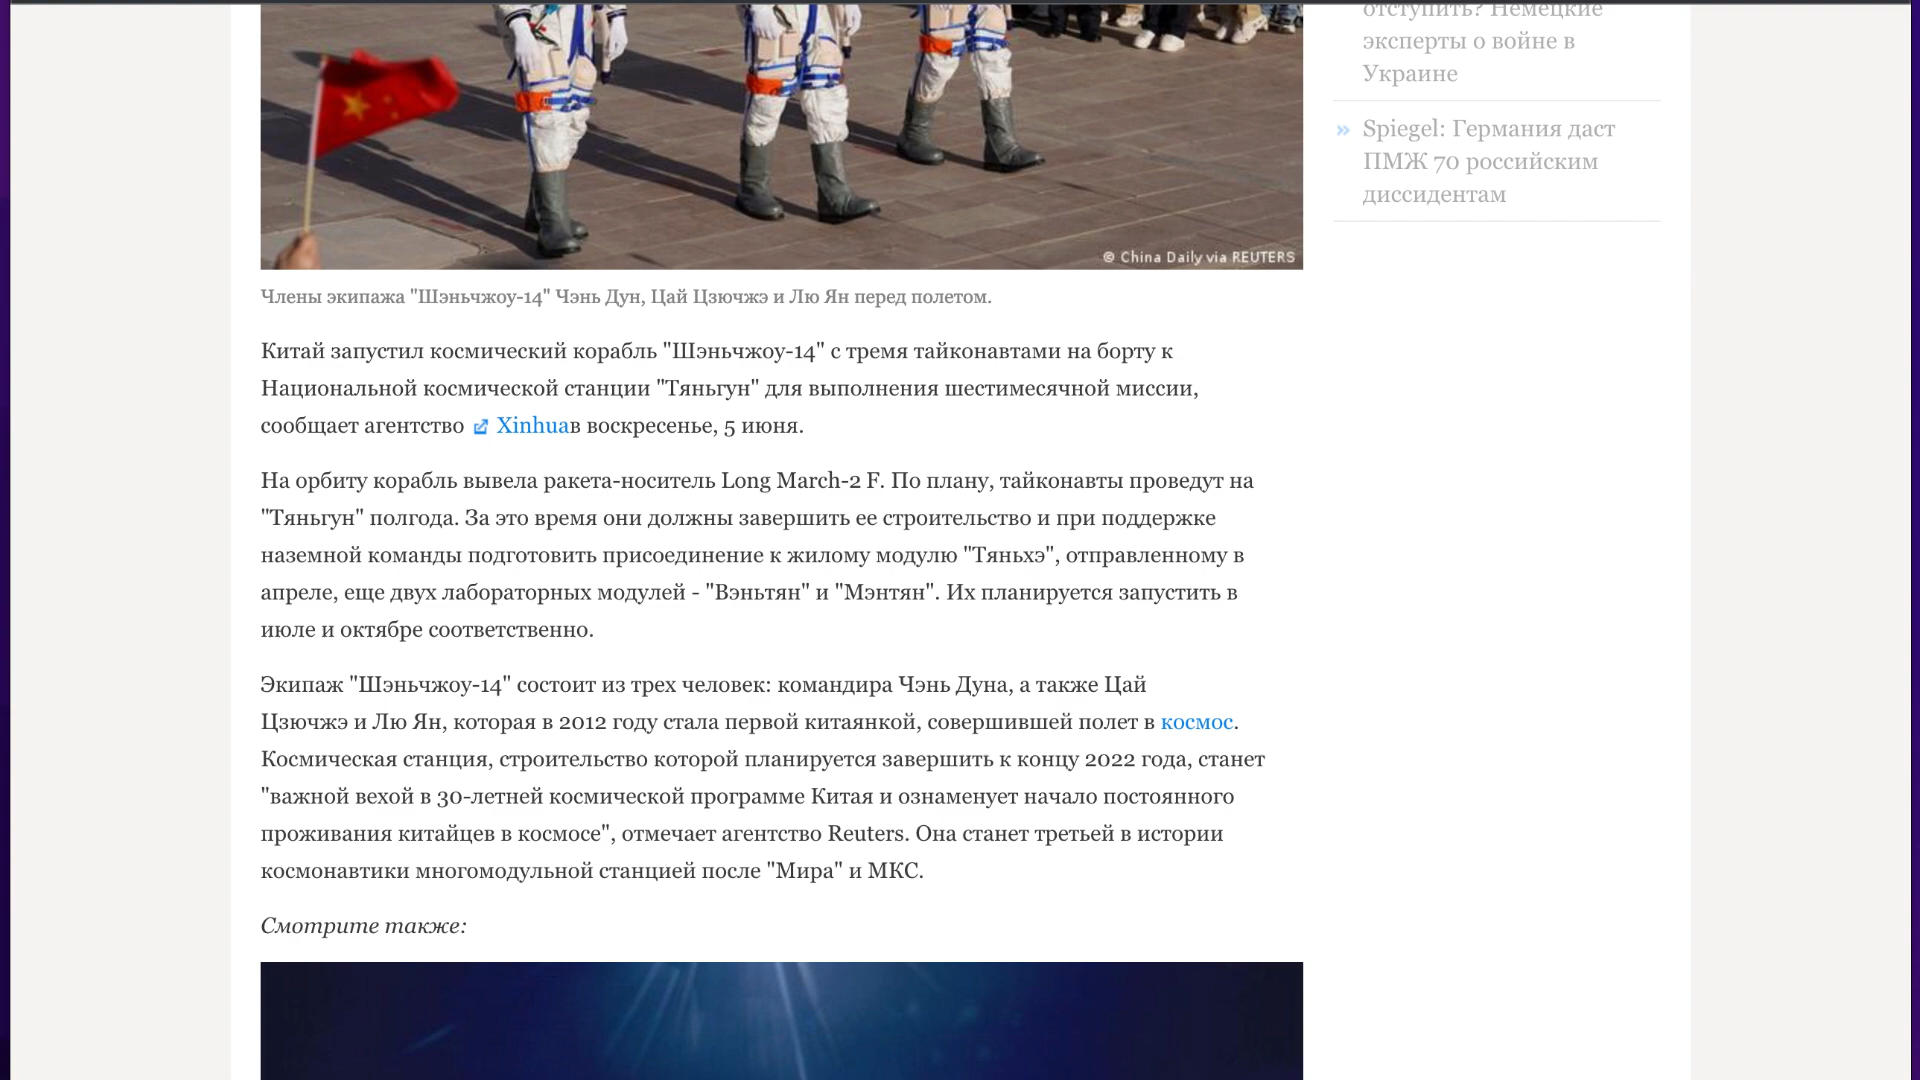 отступить? Немецкие
эксперты о войне в
Украине
» Spiegel: Германия даст
ПМЖ 70 российским
диссидентам
© China Daily via REUTERS
Члены экипажа "Шэньчжоу-14" Чэнь Дун, Цай Цзючжэ и Лю Ян перед полетом.
Китай запустил космический корабль "Шэньчжоу-14" с тремя тайконавтами на борту к
Национальной космической станции "Тяньгун" для выполнения шестимесячной миссии,
сообщает агентство Xinhuaв воскресенье, 5 июня.
На орбиту корабль вывела ракета-носитель Long March-2 F. По плану, тайконавты проведут на
"Тяньгун" полгода. За это время они должны завершить ее строительство и при поддержке
наземной команды подготовить присоединение к жилому модулю "Тяньхэ", отправленному в
апреле, еще двух лабораторных модулей - "Вэньтян" и "Мэнтян". Их планируется запустить в
июле и октябре соответственно.
Экипаж "Шэньчжоу-14" состоит из трех человек: командира Чэнь Дуна, а также Цай
Цзючжэ и Лю Ян, которая в 2012 году стала первой китаянкой, совершившей полет в космос.
Космическая станция, строительство которой планируется завершить к концу 2022 года, станет
"важной вехой в 30-летней космической программе Китая и ознаменует начало постоянного
проживания китайцев в космосе", отмечает агентство Reuters. Она станет третьей в истории
космонавтики многомодульной станцией после "Мира" и МКС.
Смотрите также: